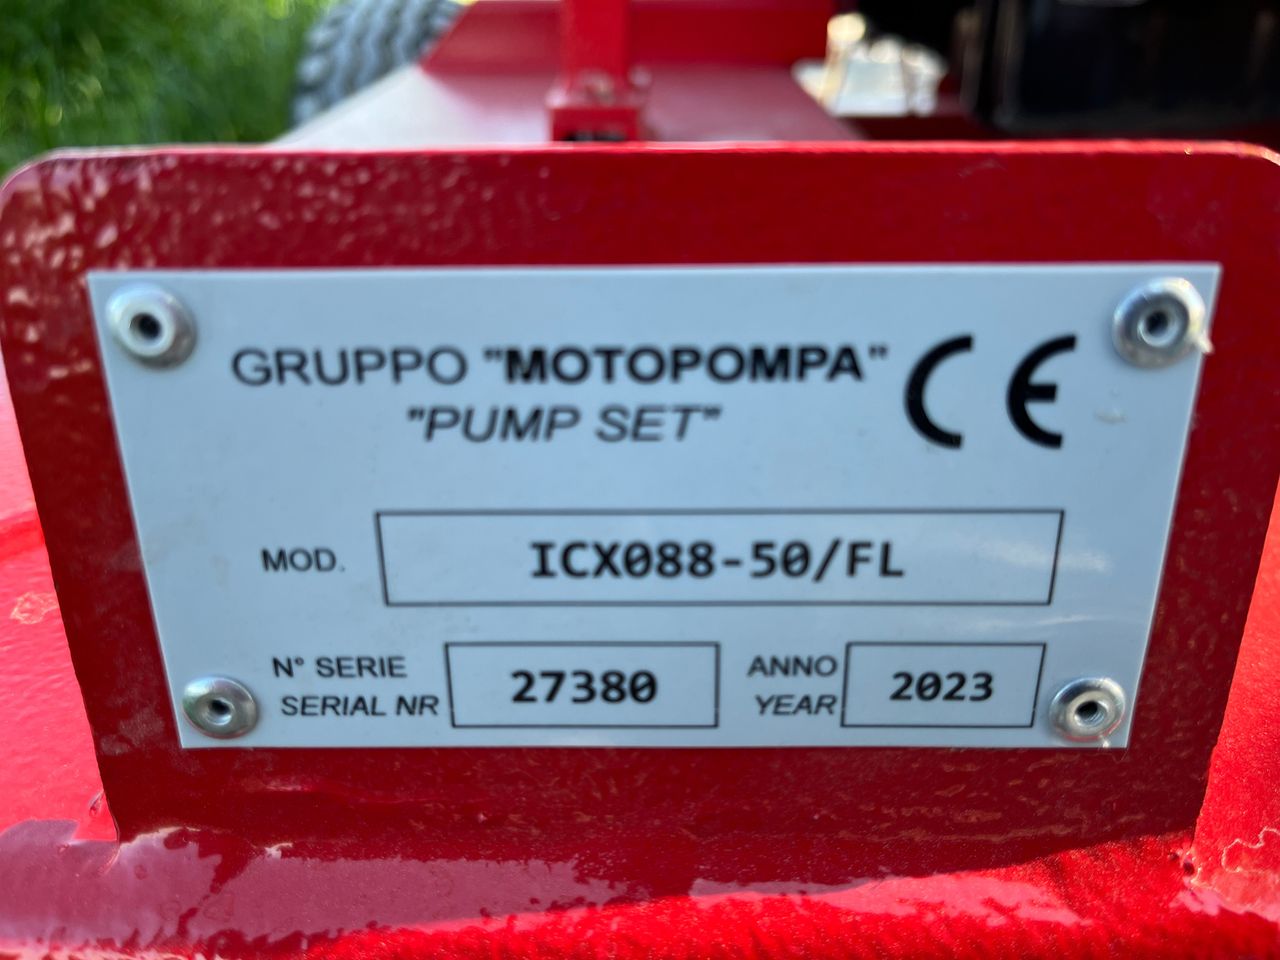 GRUPPO "MOTOPOMPA" CE
"PUMP SET"
MOD. ICX088-50/FL
N° SERIE
SERIAL NR
27380
ANNO
YEAR
2023